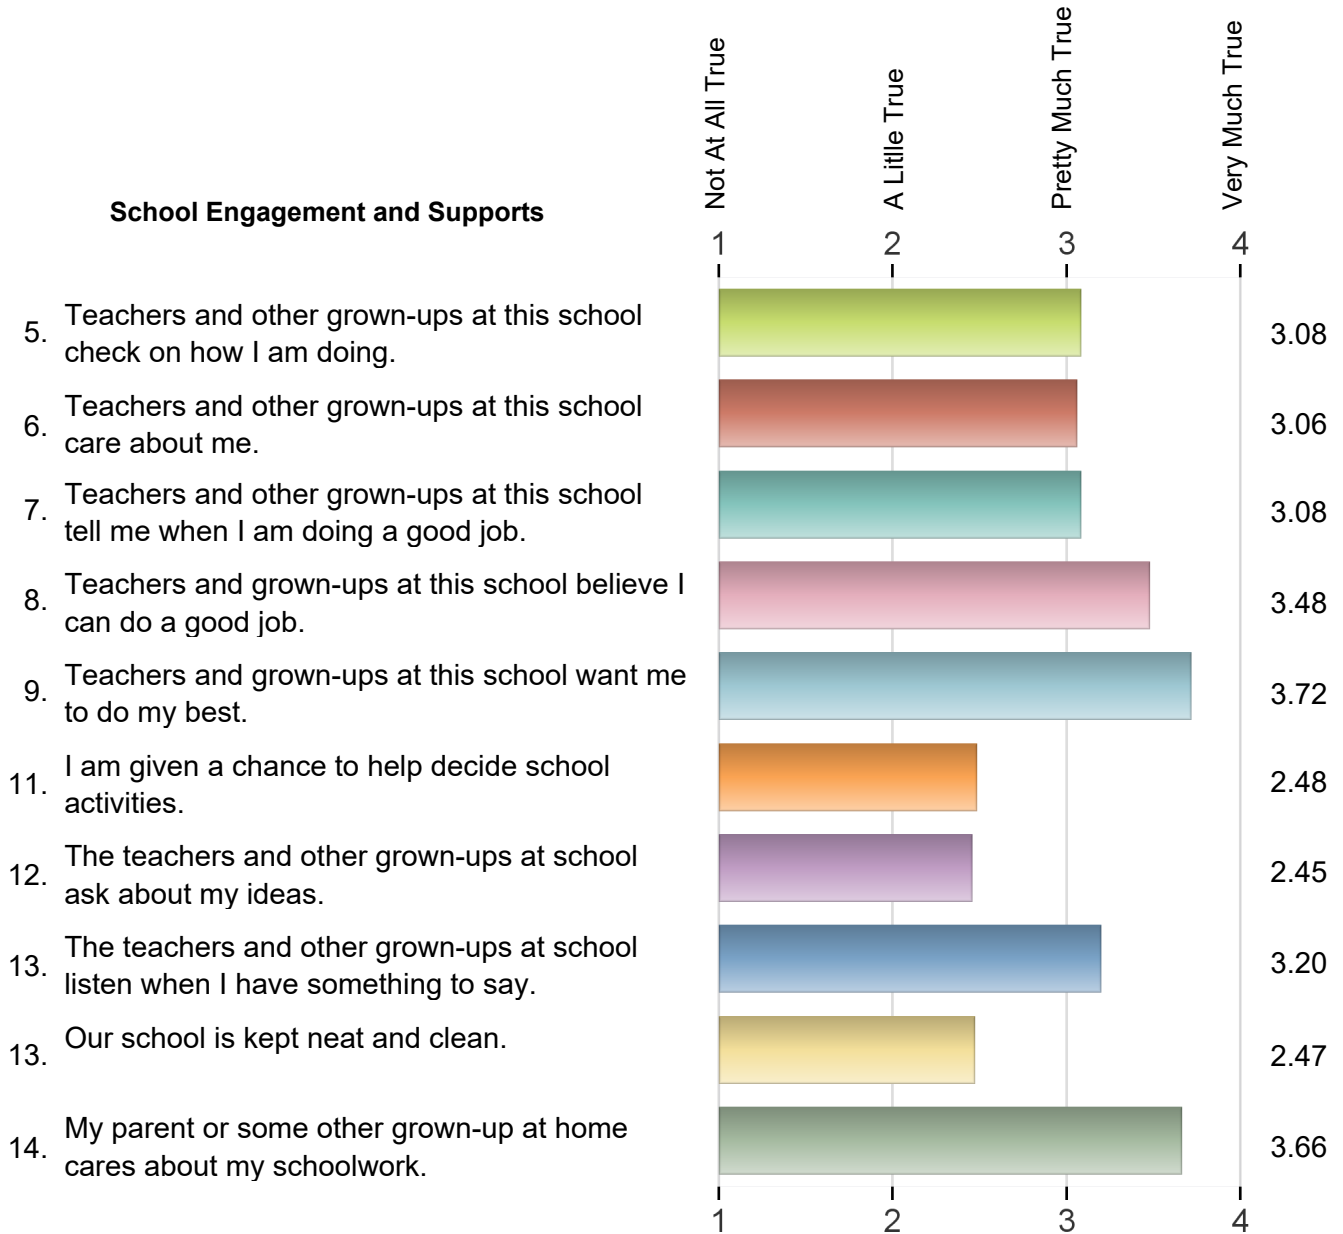 Not At All True
A Litlle True
Pretty Much True
Very Much True
School Engagement and Supports
1 2 3 4
5. Teachers and other grown-ups at this school
check on how I am doing.
3.08
6. Teachers and other grown-ups at this school
care about me.
3.06
7. Teachers and other grown-ups at this school
tell me when I am doing a good job.
3.08
8. Teachers and grown-ups at this school believe I
can do a good job.
3.48
9. Teachers and grown-ups at this school want me
to do my best.
3.72
11. I am given a chance to help decide school
activities.
2.48
12. The teachers and other grown-ups at school
ask about my ideas.
2.45
13. The teachers and other grown-ups at school
listen when I have something to say.
3.20
13. Our school is kept neat and clean.
2.47
14. My parent or some other grown-up at home
cares about my schoolwork.
3.66
1 2 3 4